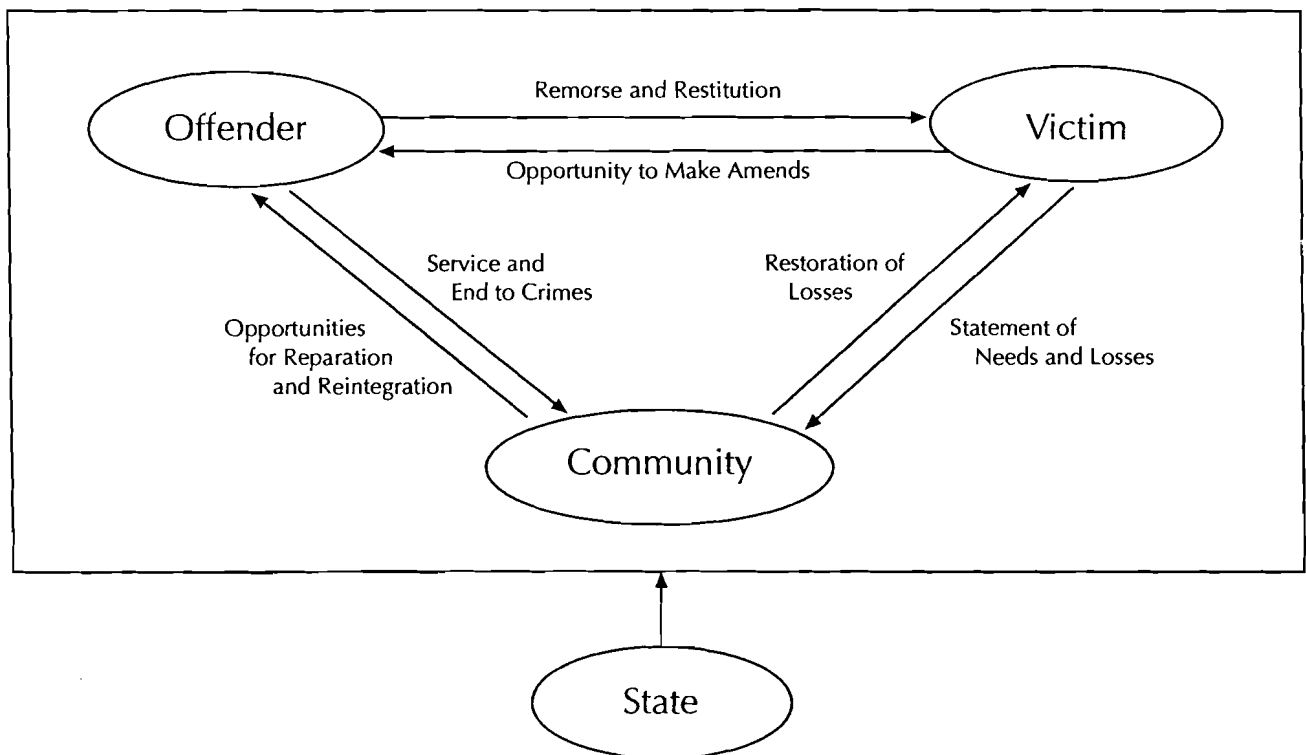 Remorse and Restitution
Offender
Victim
Opportunity to Make Amends
Service and
End to Crimes
Restoration of
Losses
Opportunities
for Reparation
and Reintegration
Statement of
Needs and Losses
Community
State